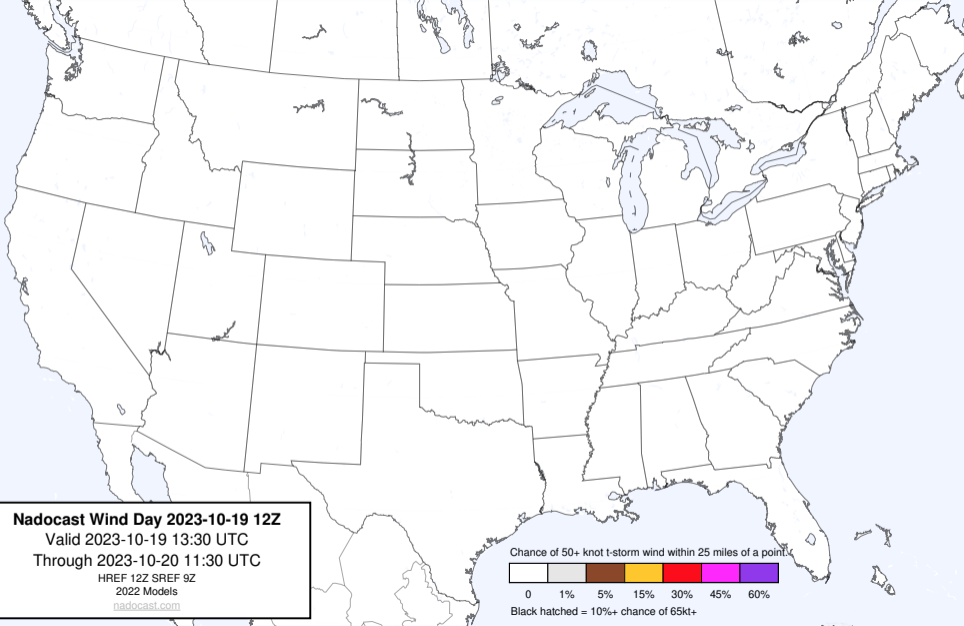 Nadocast Wind Day 2023-10-19 12Z
Valid 2023-10-19 13:30 UTC
Through 2023-10-20 11:30 UTC
HREF 12Z SREF 9Z
2022 Models
nadocast.com
Chance of 50+ knot t-storm wind within 25 miles of a point.
0 1% 5% 15% 30% 45% 60%
Black hatched = 10%+ chance of 65kt+